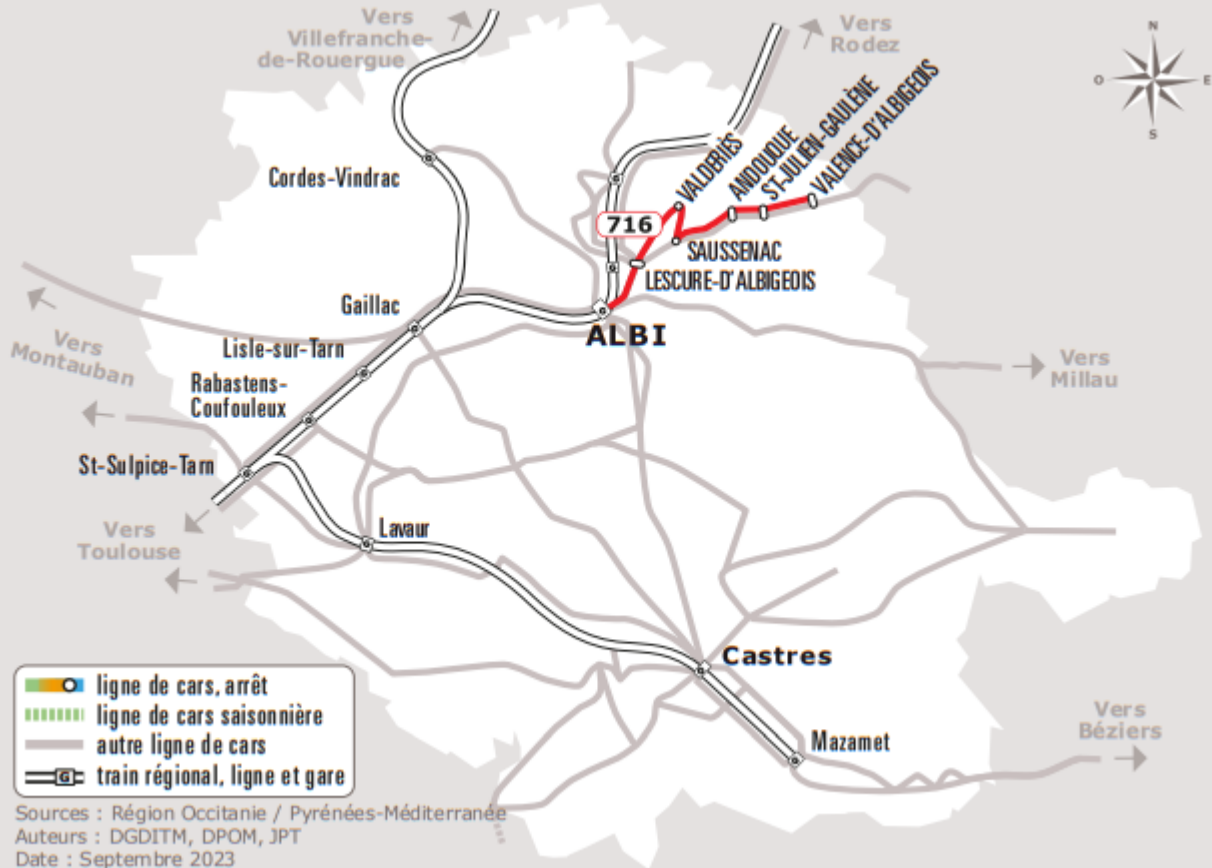 Vers
Villefranche-
de-Rouergue
Vers
Rodez
N
O
E
S
Cordes-Vindrac
VALDERIÈS
ANDOUQUE
ST-JULIEN-GAULÈNE
VALENCE-D'ALBIGEOIS
716
SAUSSENAC
LESCURE-D'ALBIGEOIS
Gaillac
ALBI
Vers
Montauban
Lisle-sur-Tarn
Rabastens-
Coufouleux
Vers
Millau
St-Sulpice-Tarn
Vers
Toulouse
Lavaur
Castres
Mazamet
Vers
Béziers
ligne de cars, arrêt
ligne de cars saisonnière
autre ligne de cars
G train régional, ligne et gare
Sources : Région Occitanie / Pyrénées-Méditerranée
Auteurs : DGDITM, DPOM, JPT
Date : Septembre 2023